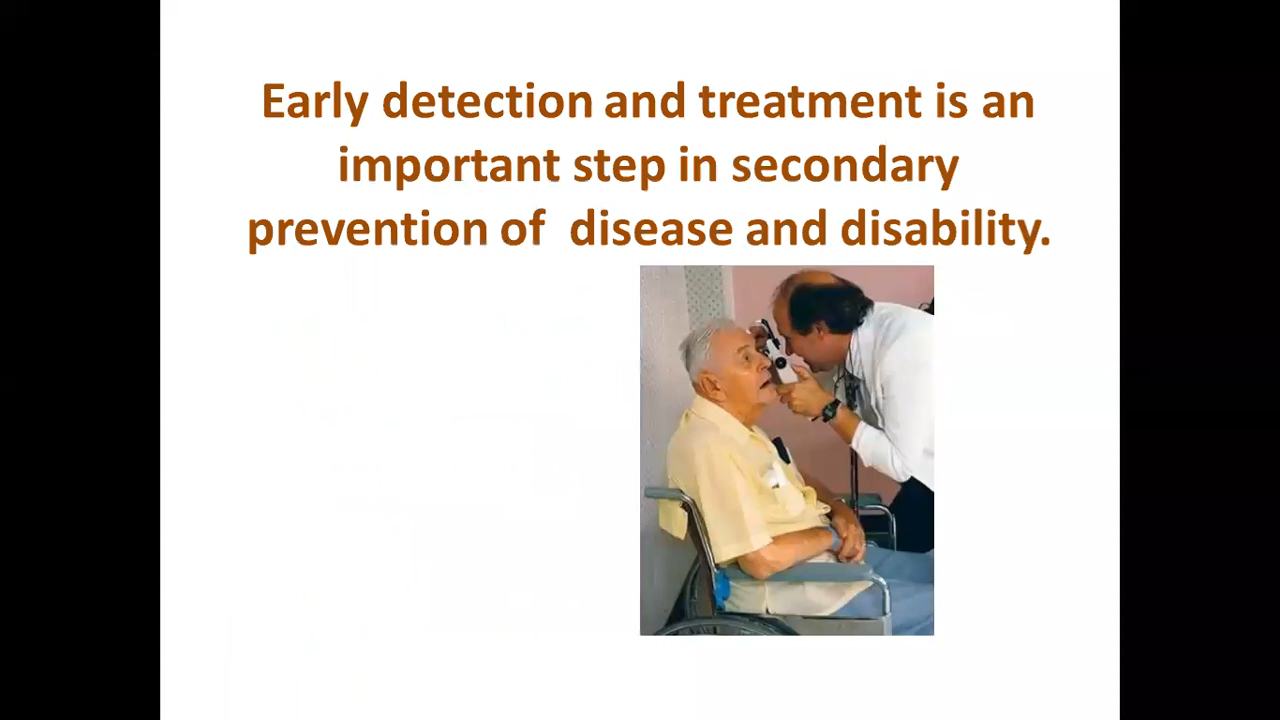 Early detection and treatment is an
important step in secondary
prevention of  disease and disability.